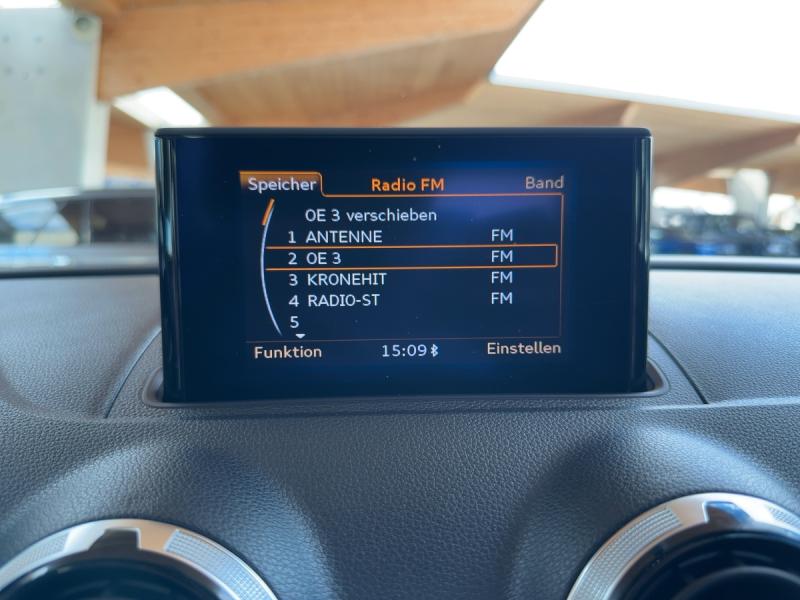 Speicher Radio FM Band
OE 3 verschieben
1 ANTENNE FM
2 OE 3 FM
3 KRONEHIT FM
4 RADIO-ST FM
5
Funktion 15:09 Einstellen